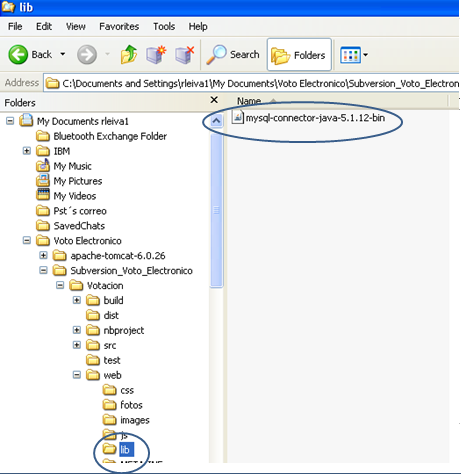 lib
File Edit View Favorites Tools Help
Back Search Folders
Address C:\Documents and Settings\rleiva1\My Documents\Voto Electronico\Subversion_Voto_Electron
Folders
Name
My Documents rleiva1
mysql-connector-java-5.1.12-bin
Bluetooth Exchange Folder
IBM
My Music
My Pictures
My Videos
Pst´s correo
SavedChats
Voto Electronico
apache-tomcat-6.0.26
Subversion_Voto_Electronico
Votacion
build
dist
nbproject
src
test
web
css
fotos
images
js
lib